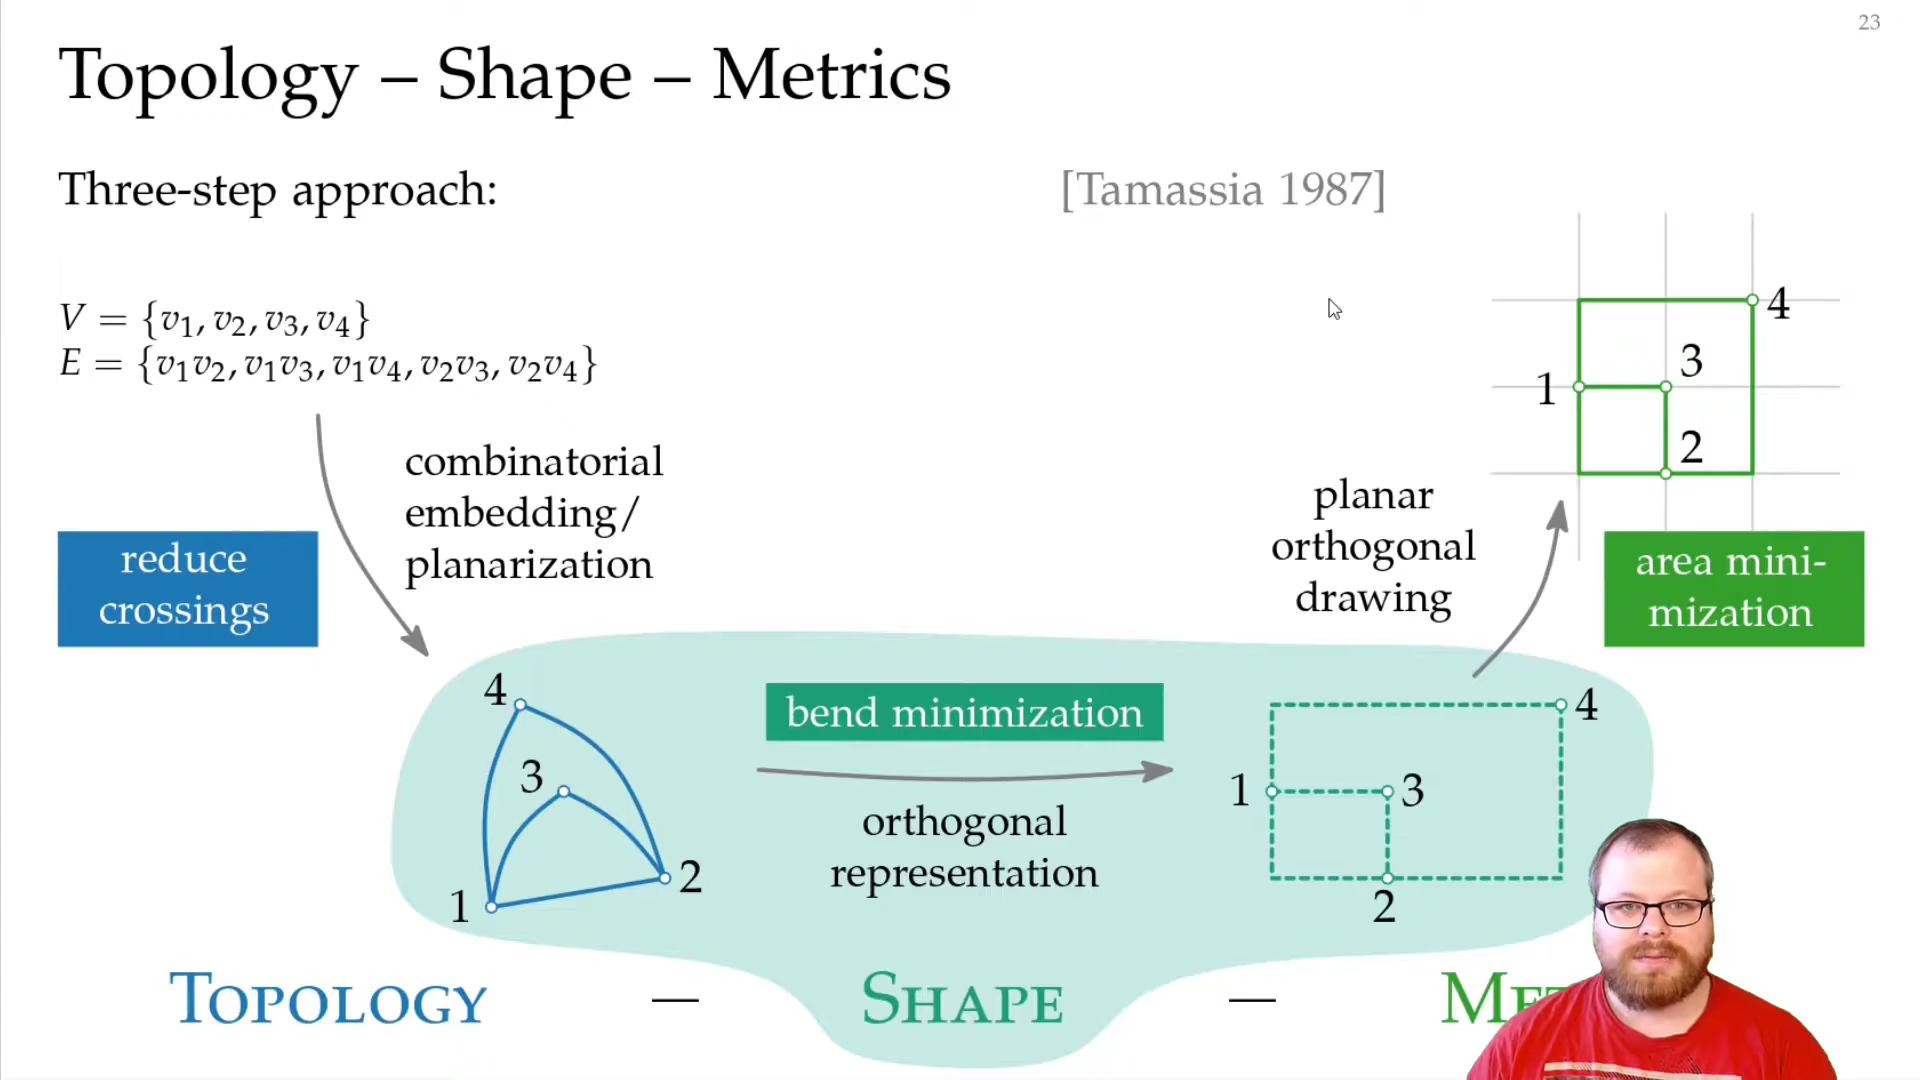 23
Topology – Shape – Metrics
Three-step approach:
[Tamassia 1987]
V = {v₁, v₂, v₃, v₄}
E = {v₁v₂, v₁v₃, v₁v₄, v₂v₃, v₂v₄}
4
3
1
2
combinatorial
embedding/
planarization
reduce
crossings
planar
orthogonal
drawing
area mini-
mization
4
3
1
2
bend minimization
orthogonal
representation
4
1
3
2
TOPOLOGY — SHAPE —